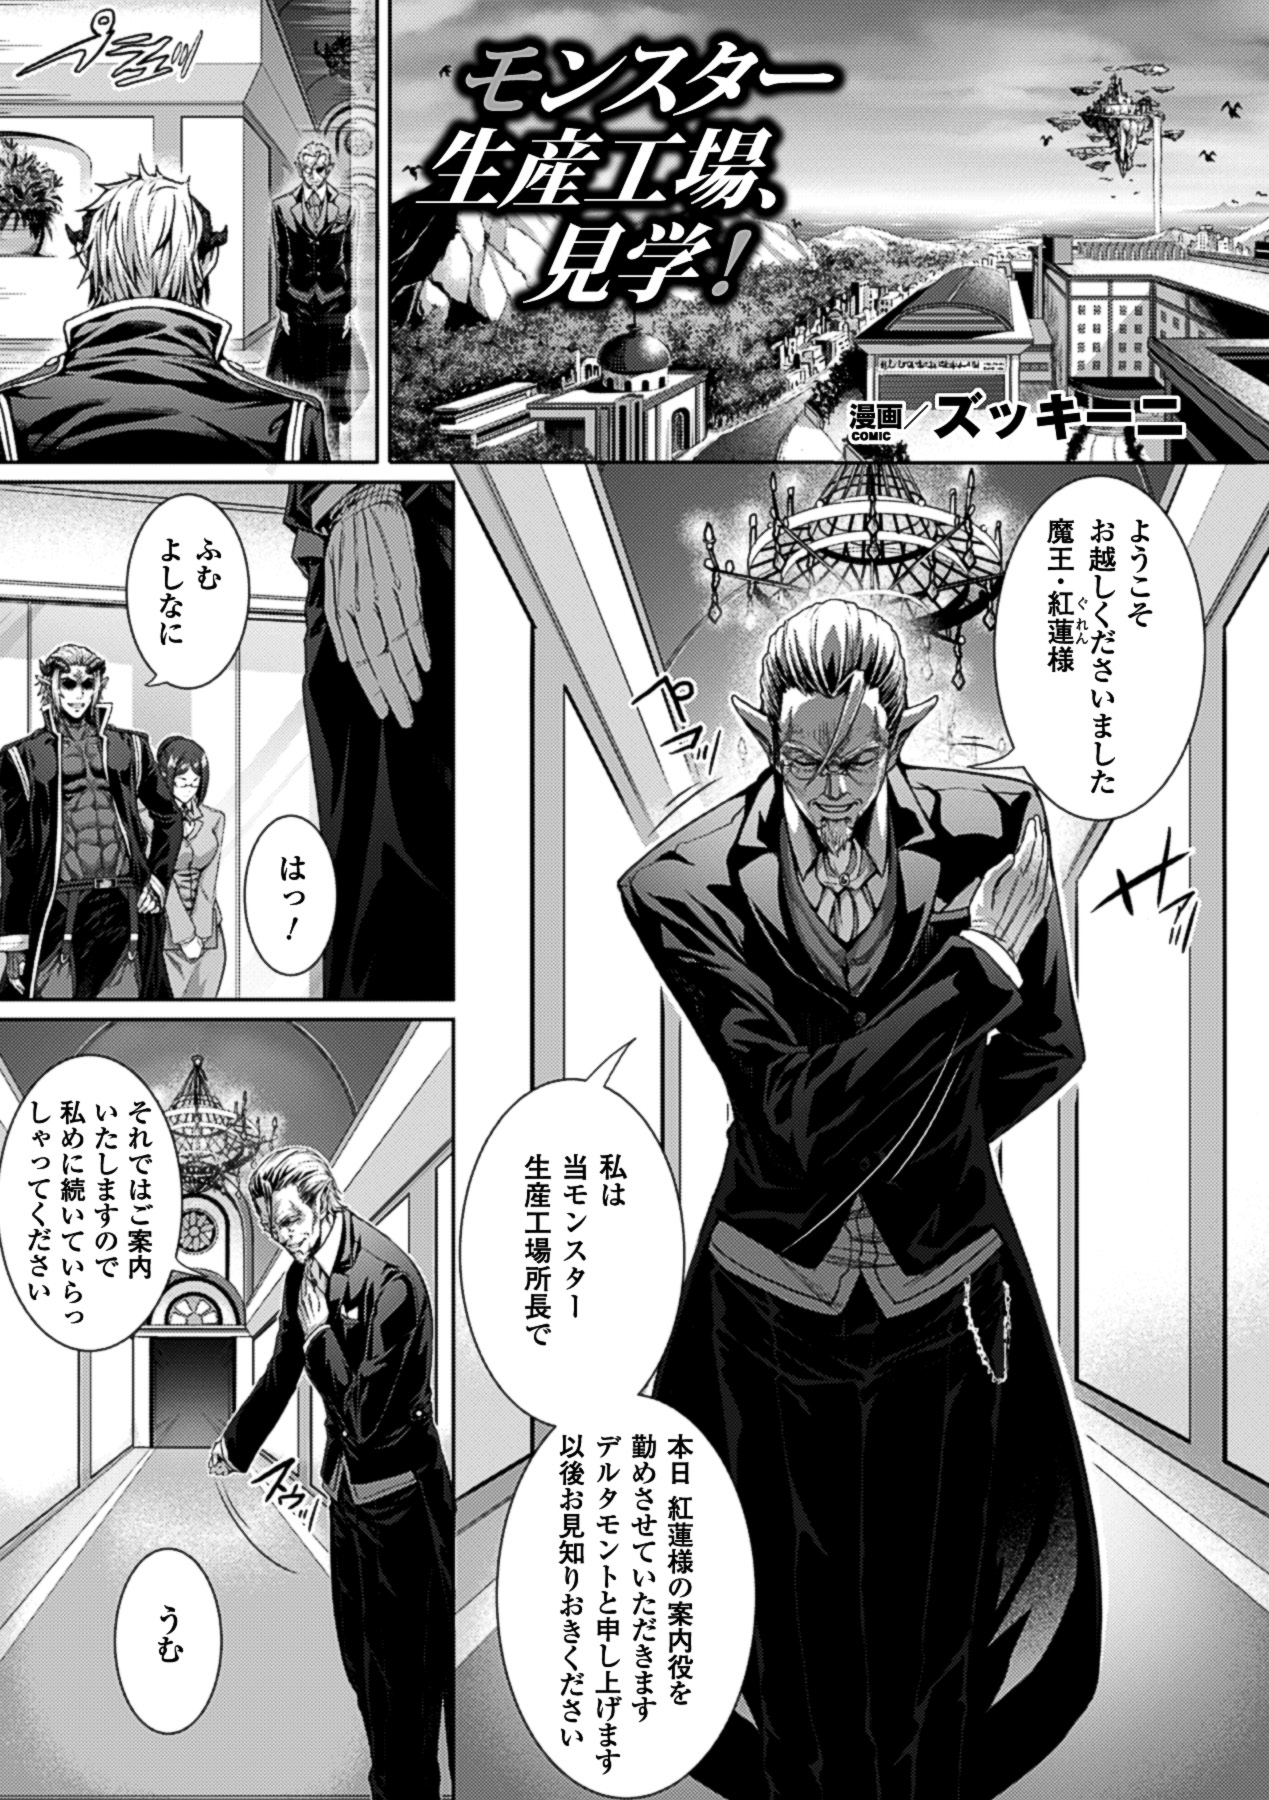 モンスター
生産工場、
見学！
漫画／ズッキーニ
COMIC
ようこそ
お越しくださいました
魔王・紅蓮様
ぐれん
ペコッ
私は
当モンスター
生産工場所長で
本日 紅蓮様の案内役を
勤めさせていただきます
デルタモントと申し上げます
以後お見知りおきください
ふむ
よしなに
はっ！
それではご案内
いたしますので
私めに続いていらっ
しゃってください
うむ